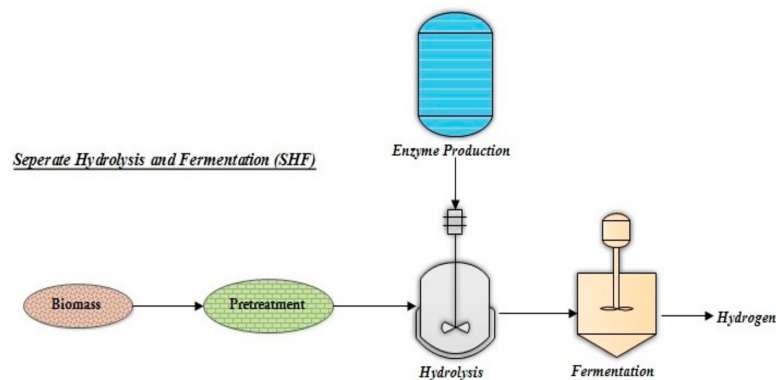 Enzyme Production
Seperate Hydrolysis and Fermentation (SHF)
Biomass
Pretreatment
Hydrogen
Hydrolysis
Fermentation